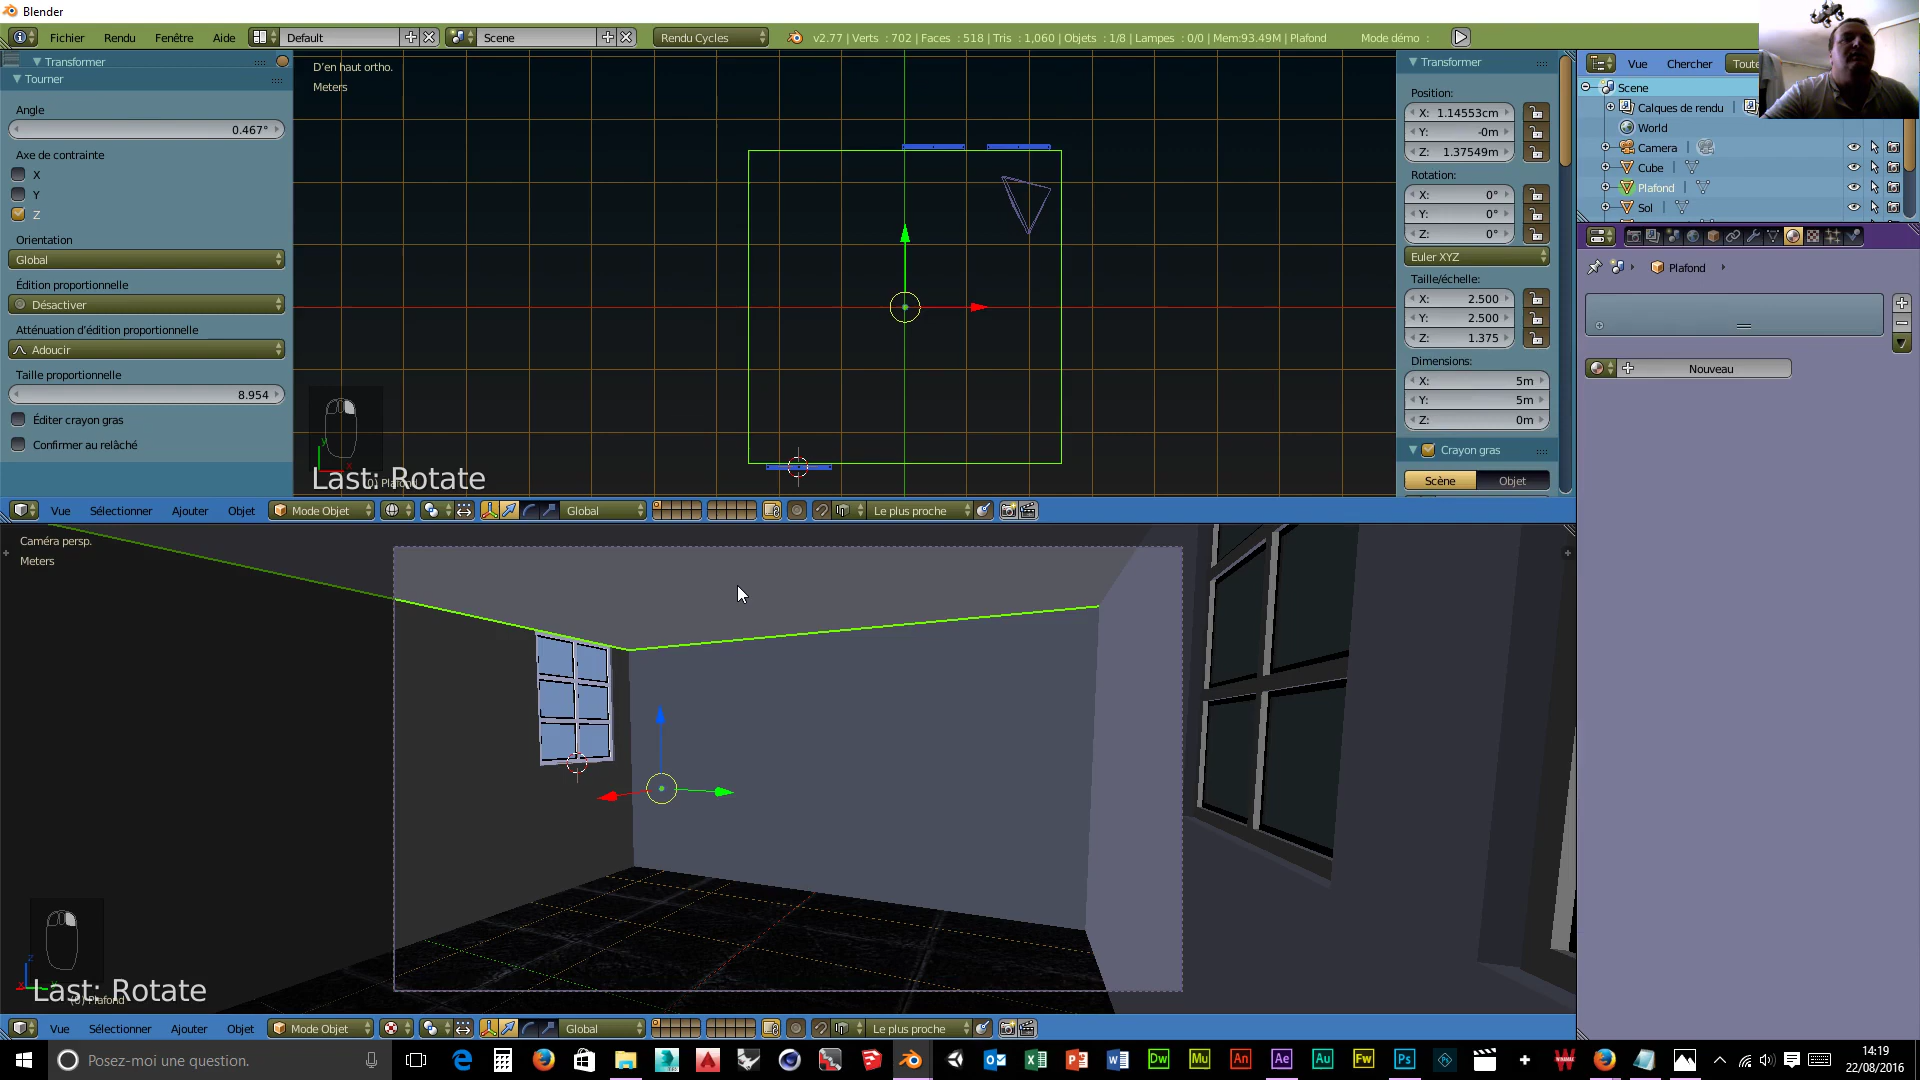 Blender
Fichier Rendu Fenêtre Aide Default Scene Rendu Cycles v2.77 | Verts : 702 | Faces : 518 | Tris : 1,060 | Objets : 1/8 | Lampes : 0/0 | Mem:93.49M | Plafond Mode démo :
Transformer
Tourner
Angle
0.467°
Axe de contrainte
X
Y
Z
Orientation
Global
Édition proportionnelle
Désactiver
Atténuation d'édition proportionnelle
Adoucir
Taille proportionnelle
8.954
Éditer crayon gras
Confirmer au relâché
D'en haut ortho.
Meters
Last: Rotate
Transformer
Position:
X: 1.14553cm
Y: -0m
Z: 1.37549m
Rotation:
X: 0°
Y: 0°
Z: 0°
Euler XYZ
Taille/échelle:
X: 2.500
Y: 2.500
Z: 1.375
Dimensions:
X: 5m
Y: 5m
Z: 0m
Crayon gras
Scène Objet
Vue Chercher Toute
Scene
Calques de rendu
World
Camera
Cube
Plafond
Sol
Plafond
Nouveau
Vue Sélectionner Ajouter Objet Mode Objet Global Le plus proche
Caméra persp.
Meters
Last: Rotate
Vue Sélectionner Ajouter Objet Mode Objet Global Le plus proche
Posez-moi une question.
Dw Mu An Ae Au Fw Ps
14:19
22/08/2016